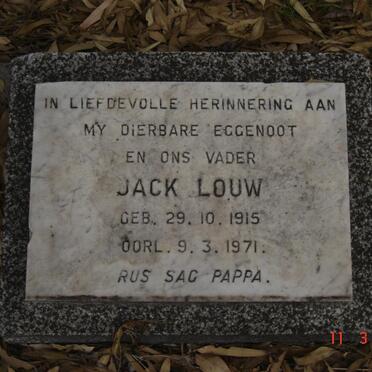 IN LIEFDEVOLLE HERINNERING AAN
MY DIERBARE EGGENOOT
EN ONS VADER
JACK LOUW
GEB. 29. 10. 1915
OORL. 9. 3. 1971.
RUS SAG PAPPA.
11 3